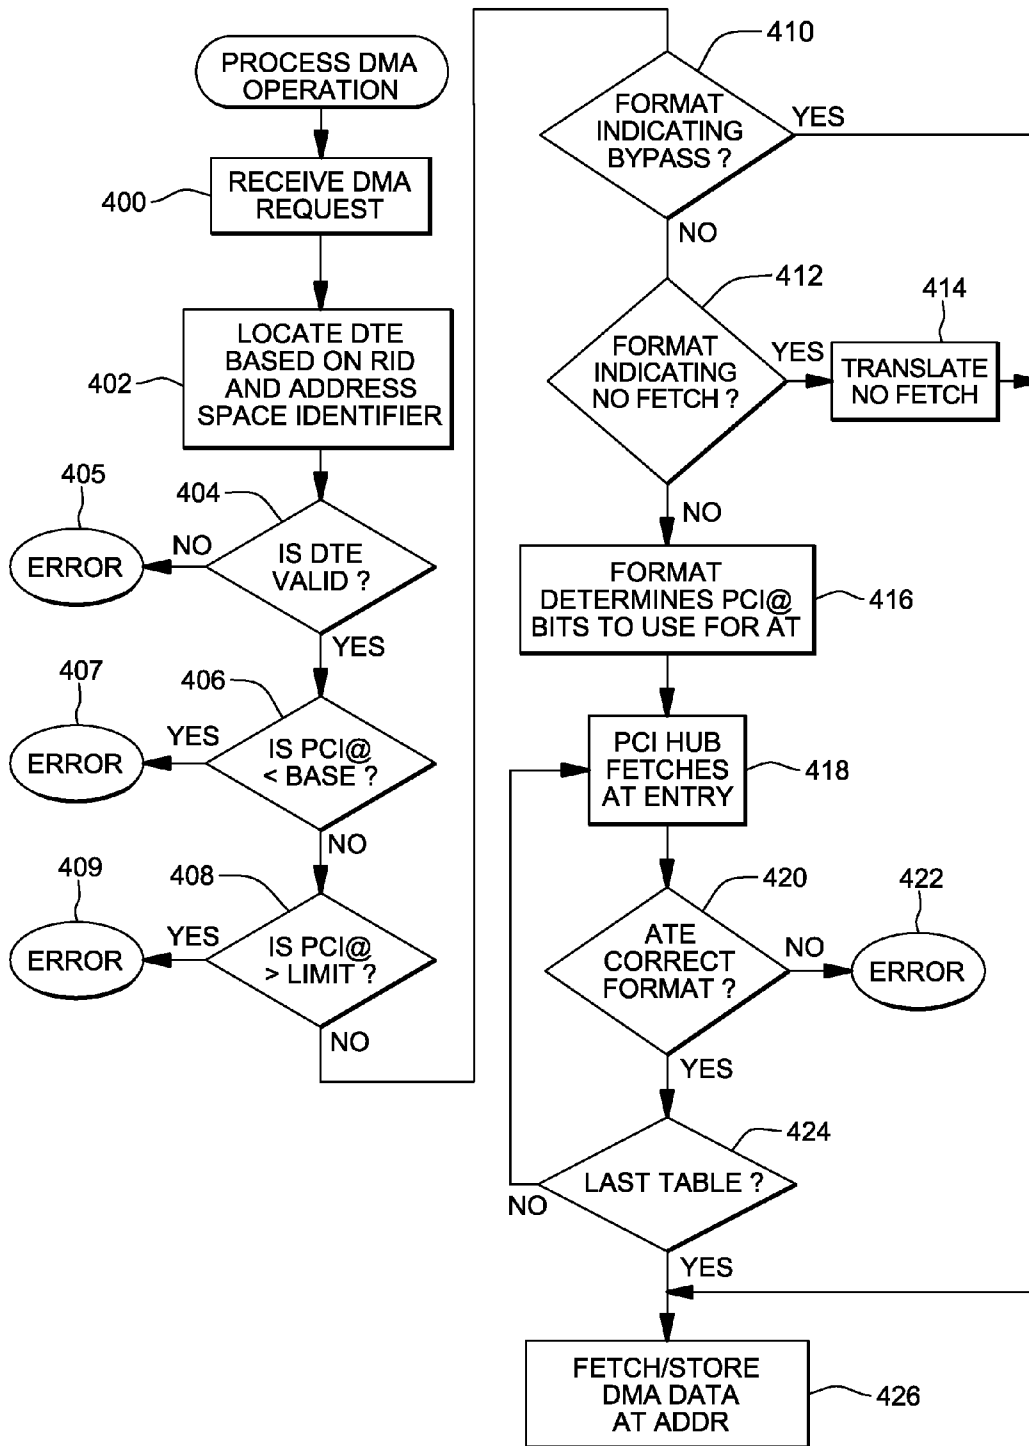 PROCESS DMA
OPERATION
400
RECEIVE DMA
REQUEST
402
LOCATE DTE
BASED ON RID
AND ADDRESS
SPACE IDENTIFIER
405
ERROR
404
NO
IS DTE
VALID ?
YES
407
ERROR
406
YES
IS PCI@
< BASE ?
NO
409
ERROR
408
YES
IS PCI@
> LIMIT ?
NO
410
FORMAT
INDICATING
BYPASS ?
YES
NO
412
FORMAT
INDICATING
NO FETCH ?
YES
414
TRANSLATE
NO FETCH
NO
FORMAT
DETERMINES PCI@
BITS TO USE FOR AT
416
PCI HUB
FETCHES
AT ENTRY
418
420
ATE
CORRECT
FORMAT ?
NO
422
ERROR
YES
424
LAST TABLE ?
NO
YES
FETCH/STORE
DMA DATA
AT ADDR
426